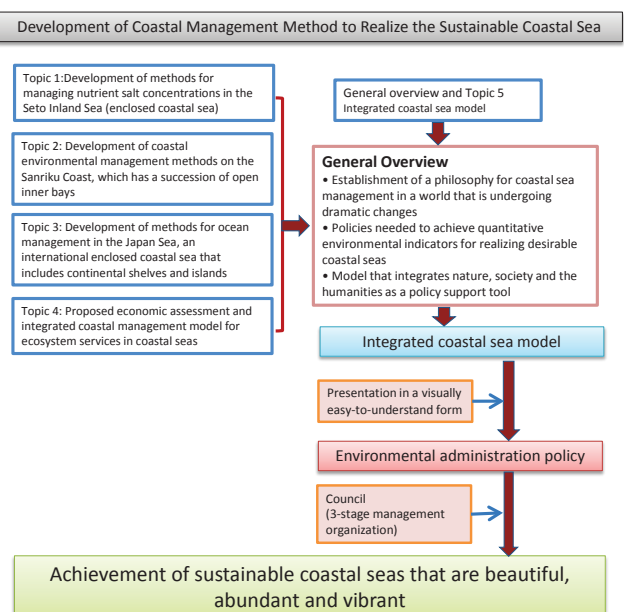 Development of Coastal Management Method to Realize the Sustainable Coastal Sea
Topic 1:Development of methods for
managing nutrient salt concentrations in the
Seto Inland Sea (enclosed coastal sea)
Topic 2: Development of coastal
environmental management methods on the
Sanriku Coast, which has a succession of open
inner bays
Topic 3: Development of methods for ocean
management in the Japan Sea, an
international enclosed coastal sea that
includes continental shelves and islands
Topic 4: Proposed economic assessment and
integrated coastal management model for
ecosystem services in coastal seas
General overview and Topic 5
Integrated coastal sea model
General Overview
• Establishment of a philosophy for coastal sea
management in a world that is undergoing
dramatic changes
• Policies needed to achieve quantitative
environmental indicators for realizing desirable
coastal seas
• Model that integrates nature, society and the
humanities as a policy support tool
Integrated coastal sea model
Presentation in a visually
easy-to-understand form
Environmental administration policy
Council
(3-stage management
organization)
Achievement of sustainable coastal seas that are beautiful,
abundant and vibrant